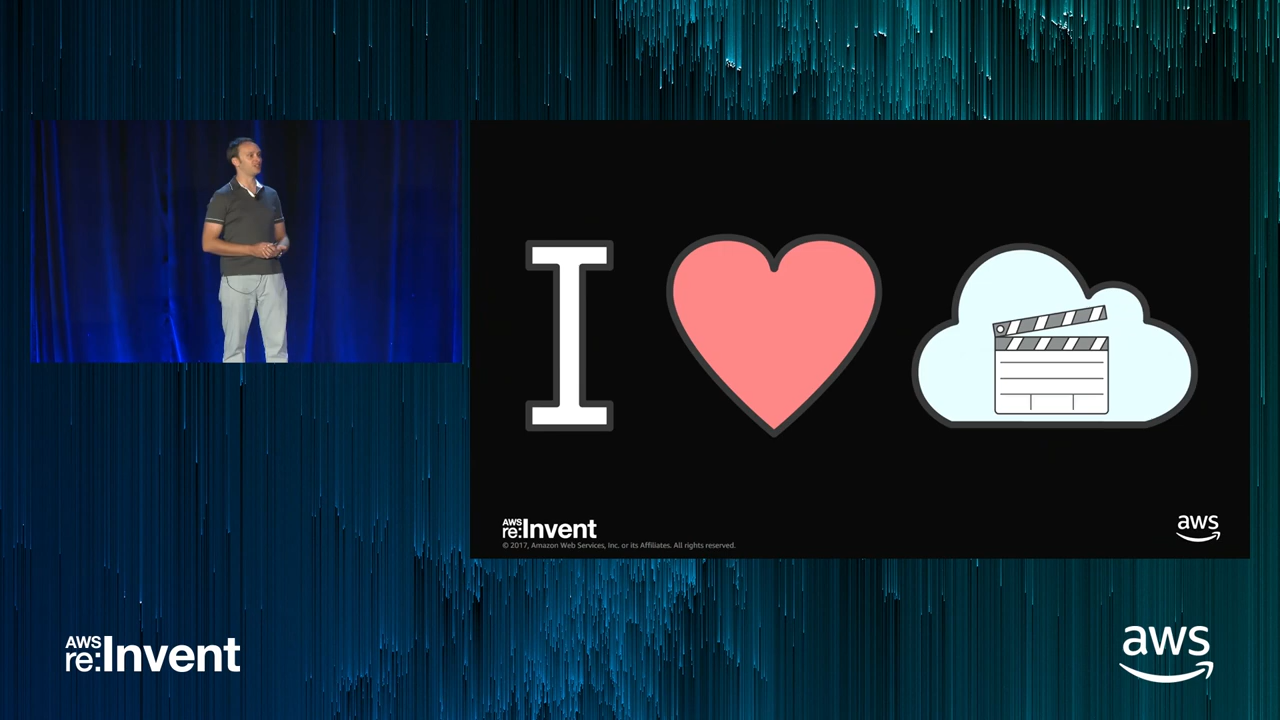 I
AWS
re:Invent
© 2017, Amazon Web Services, Inc. or its Affiliates. All rights reserved.
aws
AWS
re:Invent
aws